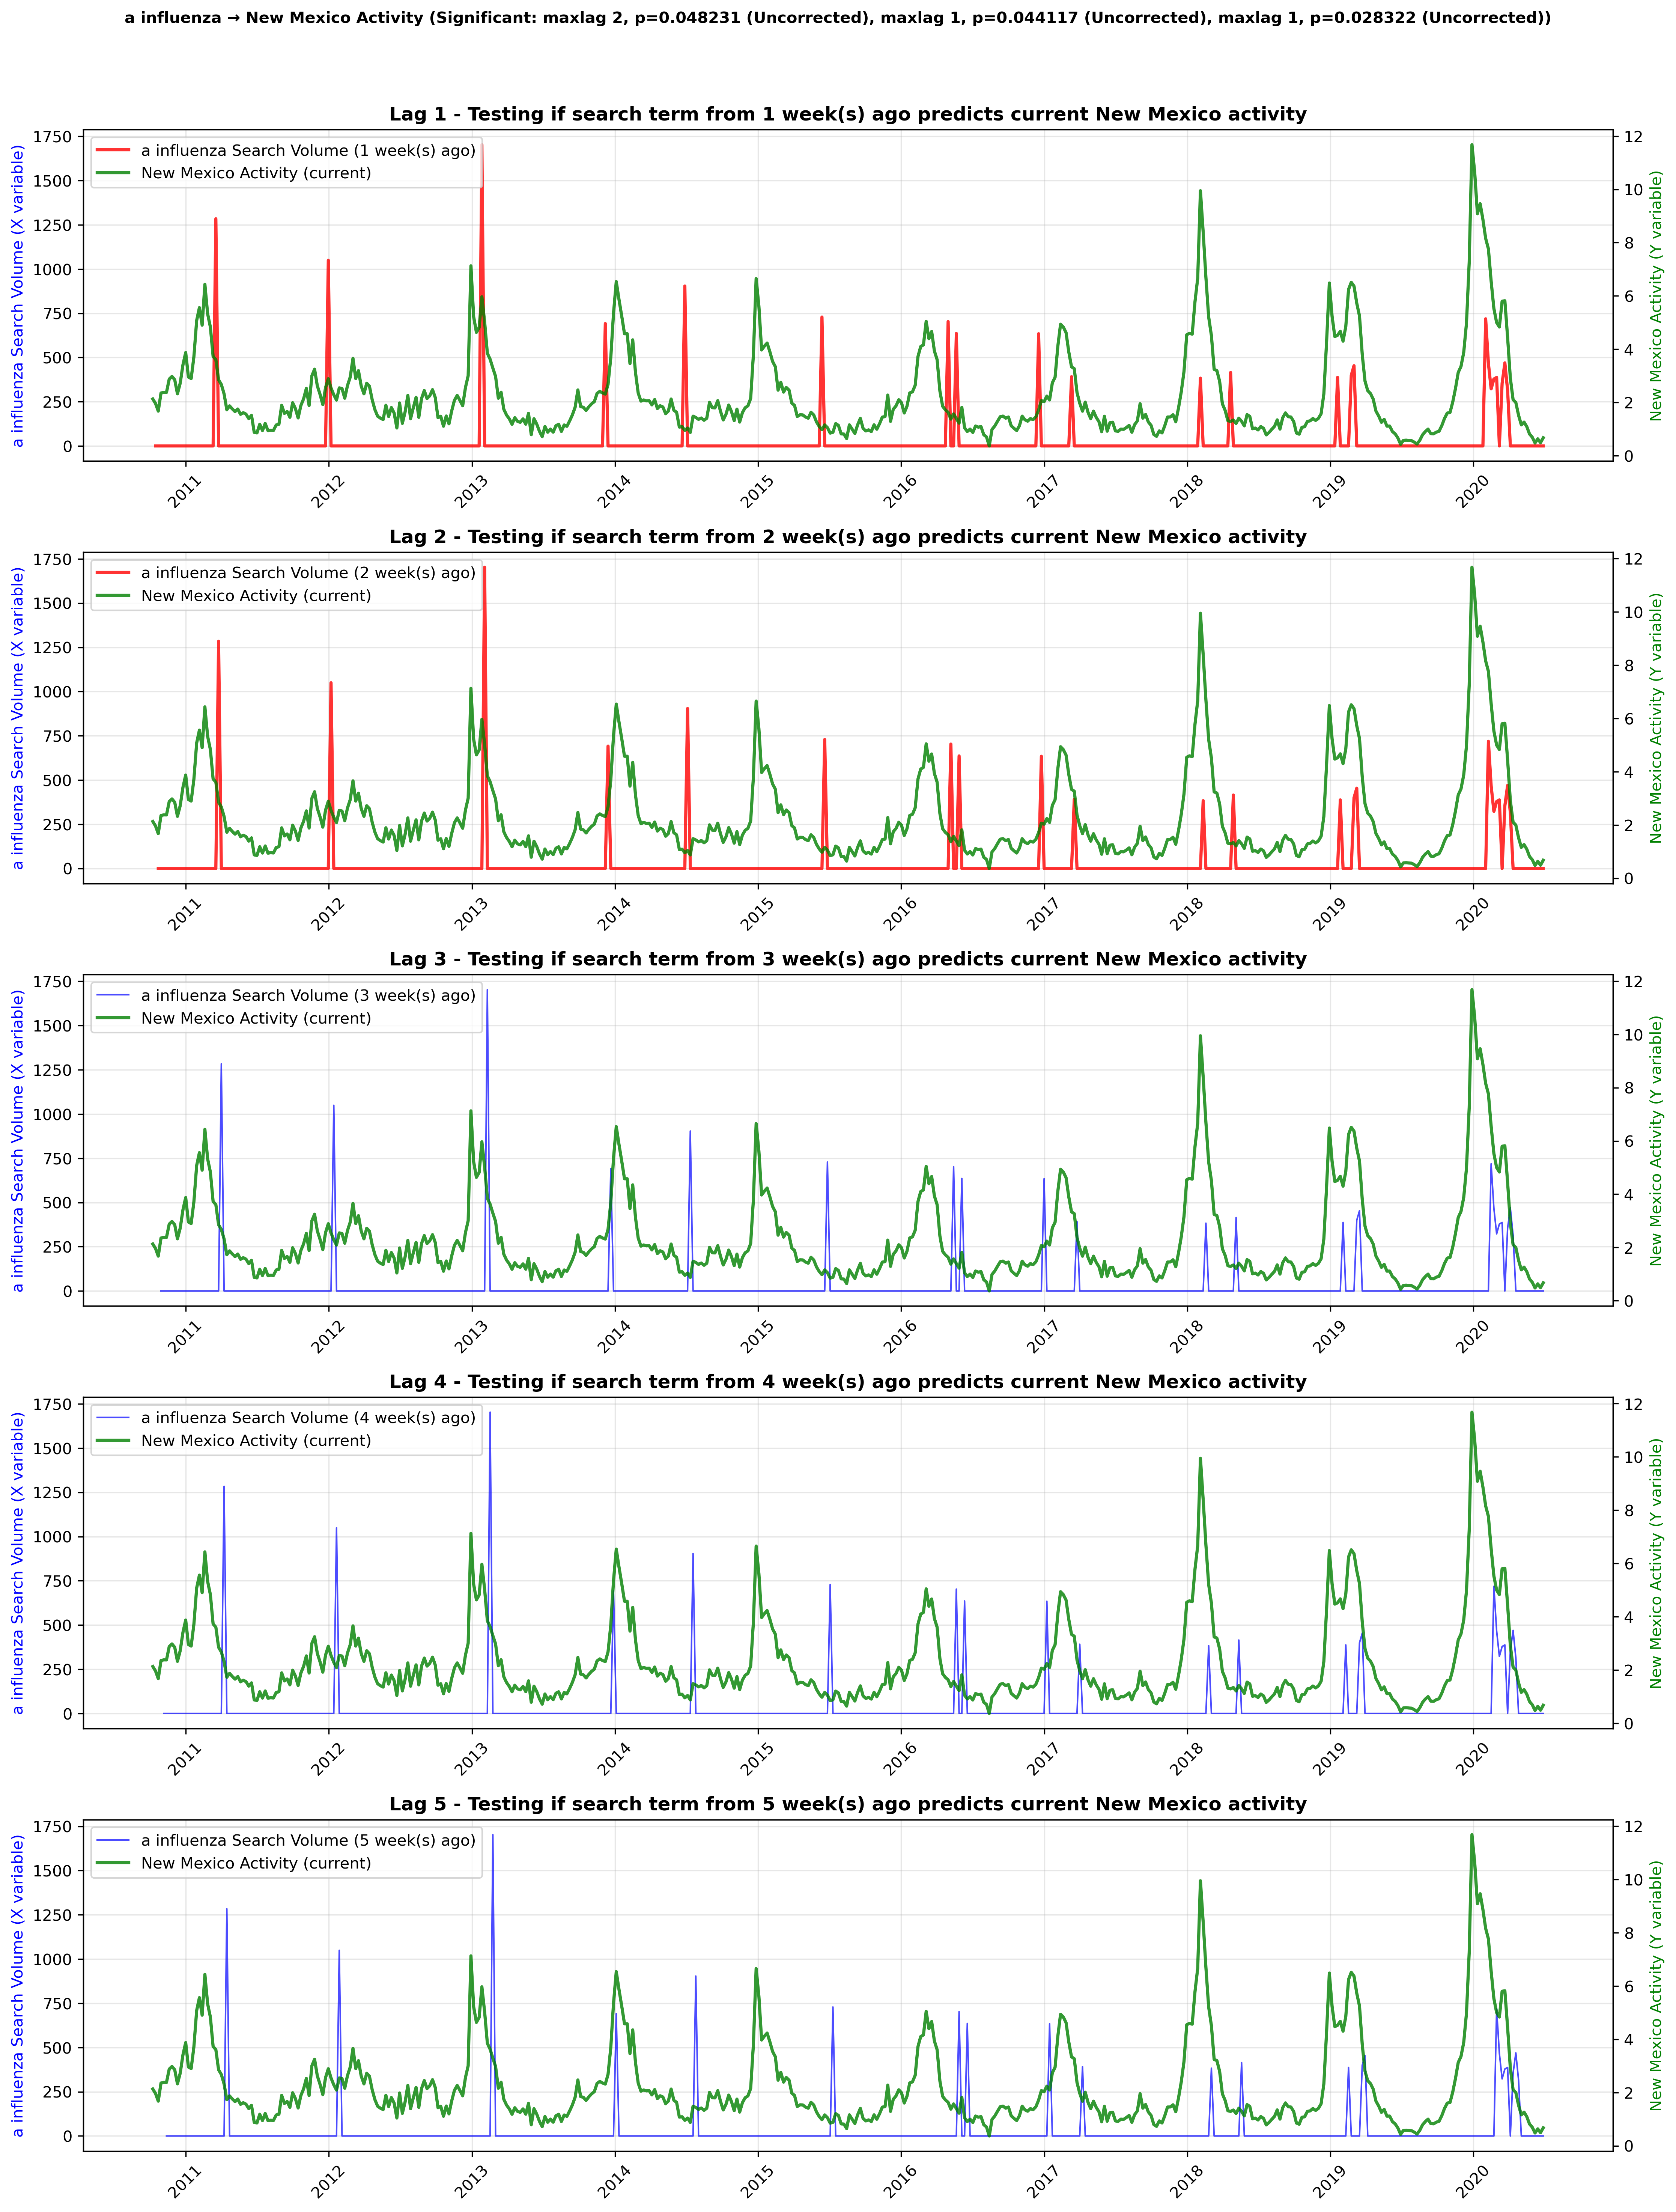 a influenza → New Mexico Activity (Significant: maxlag 2, p=0.048231 (Uncorrected), maxlag 1, p=0.044117 (Uncorrected), maxlag 1, p=0.028322 (Uncorrected))
Lag 1 - Testing if search term from 1 week(s) ago predicts current New Mexico activity
a influenza Search Volume (X variable)
1750
1500
1250
1000
750
500
250
0
a influenza Search Volume (1 week(s) ago)
New Mexico Activity (current)
12
10
8
6
4
2
0
New Mexico Activity (Y variable)
2011 2012 2013 2014 2015 2016 2017 2018 2019 2020
Lag 2 - Testing if search term from 2 week(s) ago predicts current New Mexico activity
a influenza Search Volume (X variable)
1750
1500
1250
1000
750
500
250
0
a influenza Search Volume (2 week(s) ago)
New Mexico Activity (current)
12
10
8
6
4
2
0
New Mexico Activity (Y variable)
2011 2012 2013 2014 2015 2016 2017 2018 2019 2020
Lag 3 - Testing if search term from 3 week(s) ago predicts current New Mexico activity
a influenza Search Volume (X variable)
1750
1500
1250
1000
750
500
250
0
a influenza Search Volume (3 week(s) ago)
New Mexico Activity (current)
12
10
8
6
4
2
0
New Mexico Activity (Y variable)
2011 2012 2013 2014 2015 2016 2017 2018 2019 2020
Lag 4 - Testing if search term from 4 week(s) ago predicts current New Mexico activity
a influenza Search Volume (X variable)
1750
1500
1250
1000
750
500
250
0
a influenza Search Volume (4 week(s) ago)
New Mexico Activity (current)
12
10
8
6
4
2
0
New Mexico Activity (Y variable)
2011 2012 2013 2014 2015 2016 2017 2018 2019 2020
Lag 5 - Testing if search term from 5 week(s) ago predicts current New Mexico activity
a influenza Search Volume (X variable)
1750
1500
1250
1000
750
500
250
0
a influenza Search Volume (5 week(s) ago)
New Mexico Activity (current)
12
10
8
6
4
2
0
New Mexico Activity (Y variable)
2011 2012 2013 2014 2015 2016 2017 2018 2019 2020